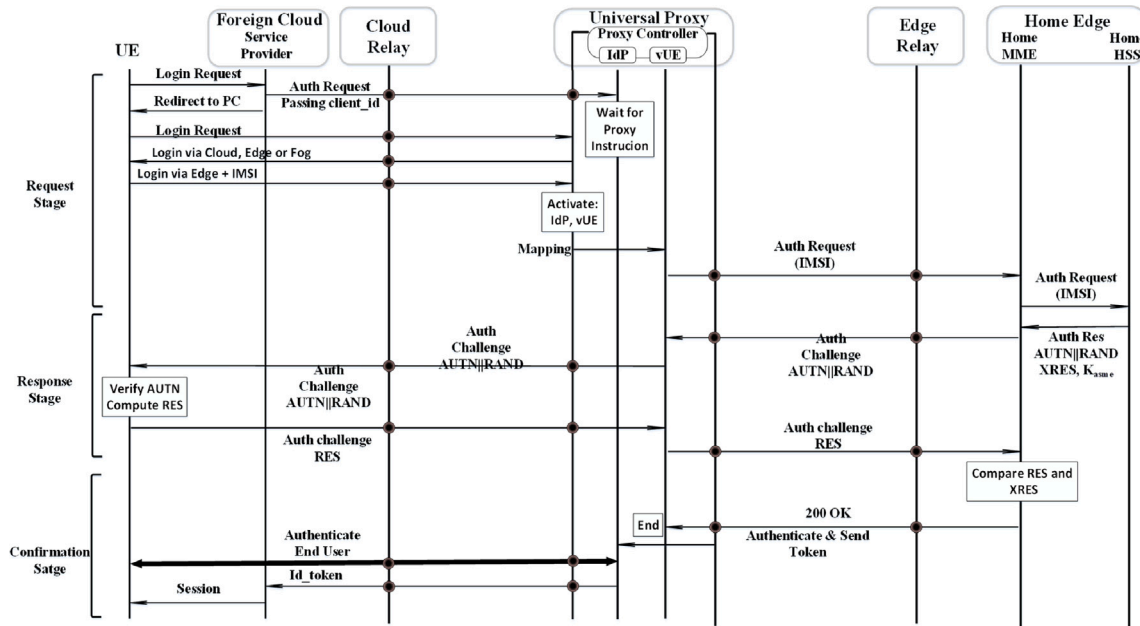 Foreign Cloud
Service
Provider
Cloud
Relay
Universal Proxy
Proxy Controller
IdP
vUE
Edge
Relay
Home Edge
Home
MME
Hom
HSS
UE
Request
Stage
Login Request
Auth Request
Passing client_id
Redirect to PC
Wait for
Proxy
Instrucion
Login Request
Login via Cloud, Edge or Fog
Login via Edge + IMSI
Activate:
IdP, vUE
Mapping
Auth Request
(IMSI)
Auth Request
(IMSI)
Response
Stage
Auth Res
AUTN||RAND
XRES, Kasme
Auth
Challenge
AUTN||RAND
Auth
Challenge
AUTN||RAND
Auth
Challenge
AUTN||RAND
Verify AUTN
Compute RES
Auth challenge
RES
Auth challenge
RES
Compare RES and
XRES
Confirmation
Satge
200 OK
End
Authenticate & Send
Token
Authenticate
End User
Id_token
Session